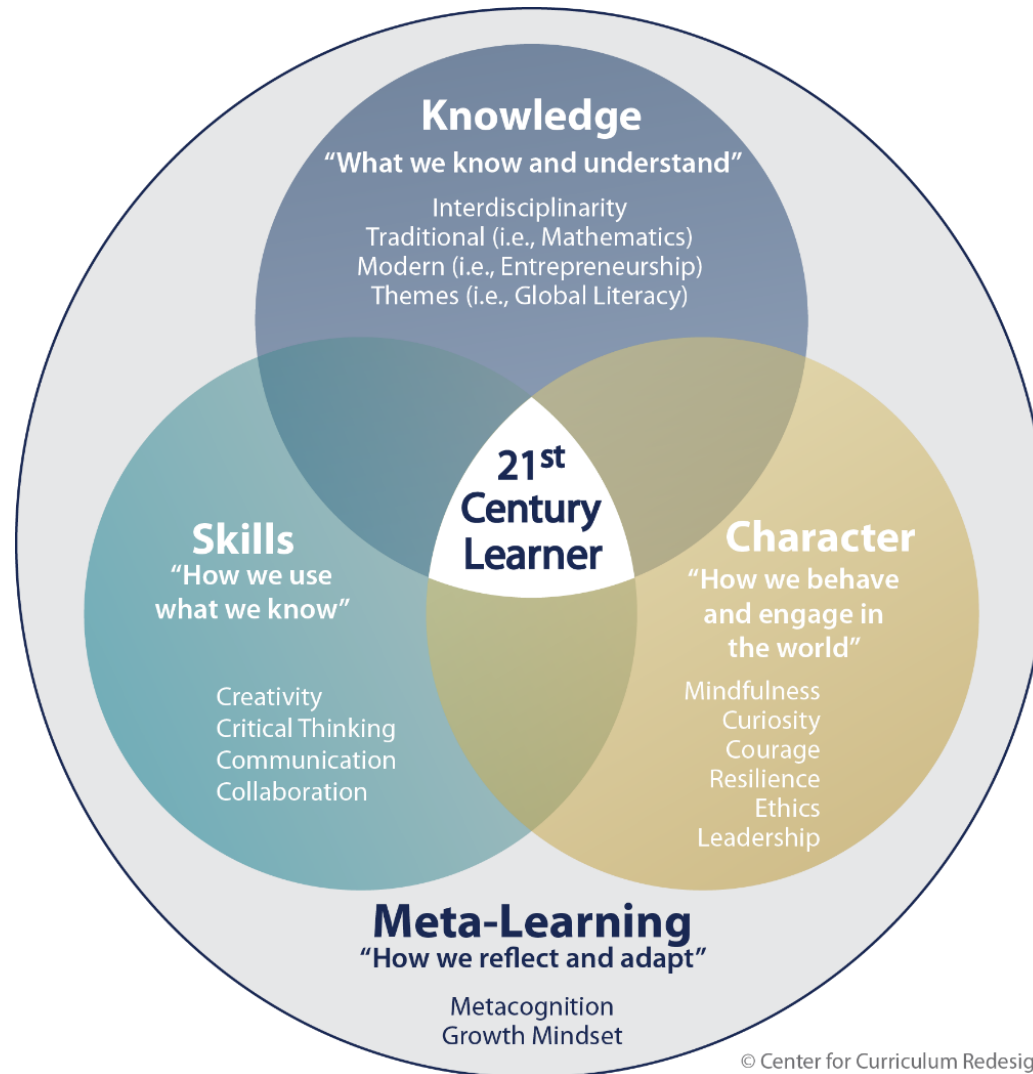 Knowledge
“What we know and understand”
Interdisciplinarity
Traditional (i.e., Mathematics)
Modern (i.e., Entrepreneurship)
Themes (i.e., Global Literacy)
21st
Century
Learner
Skills
“How we use
what we know”
Creativity
Critical Thinking
Communication
Collaboration
Character
“How we behave
and engage in
the world”
Mindfulness
Curiosity
Courage
Resilience
Ethics
Leadership
Meta-Learning
“How we reflect and adapt”
Metacognition
Growth Mindset
© Center for Curriculum Redesig